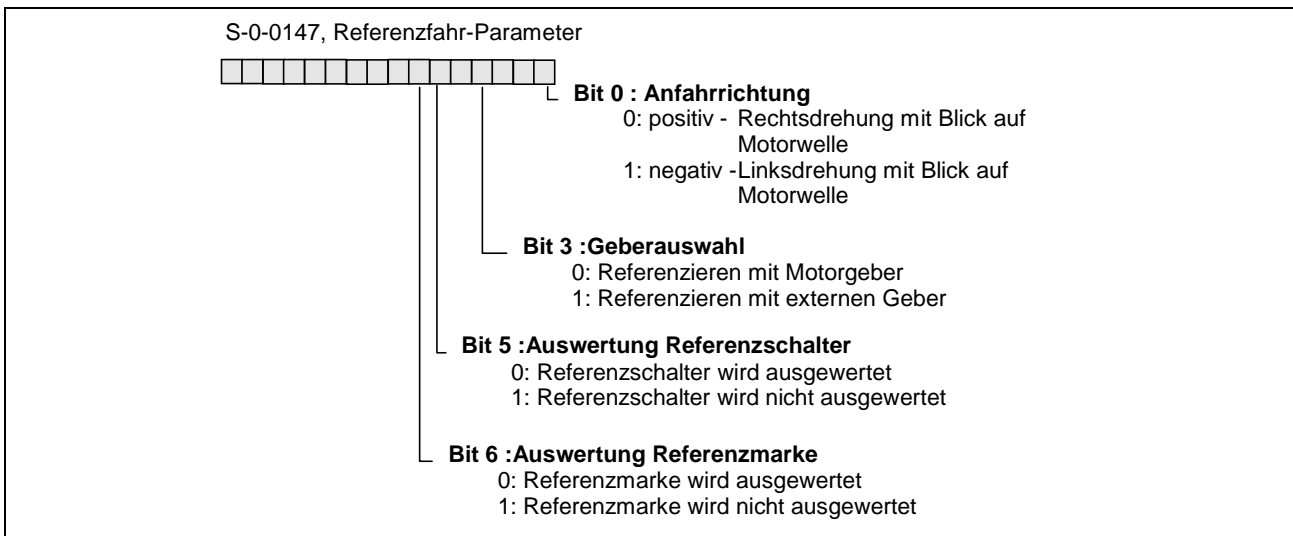 S-0-0147, Referenzfahr-Parameter
Bit 0 : Anfahrrichtung
0: positiv - Rechtsdrehung mit Blick auf
Motorwelle
1: negativ -Linksdrehung mit Blick auf
Motorwelle
Bit 3 :Geberauswahl
0: Referenzieren mit Motorgeber
1: Referenzieren mit externen Geber
Bit 5 :Auswertung Referenzschalter
0: Referenzschalter wird ausgewertet
1: Referenzschalter wird nicht ausgewertet
Bit 6 :Auswertung Referenzmarke
0: Referenzmarke wird ausgewertet
1: Referenzmarke wird nicht ausgewertet